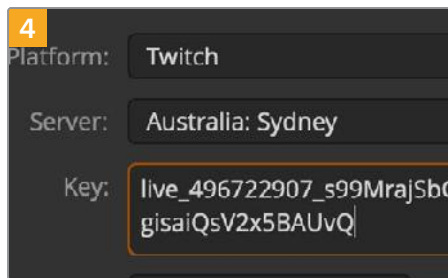 4
Platform: Twitch
Server: Australia: Sydney
Key: live_496722907_s99MrajSb
gisaiQsV2x5BAUvQ